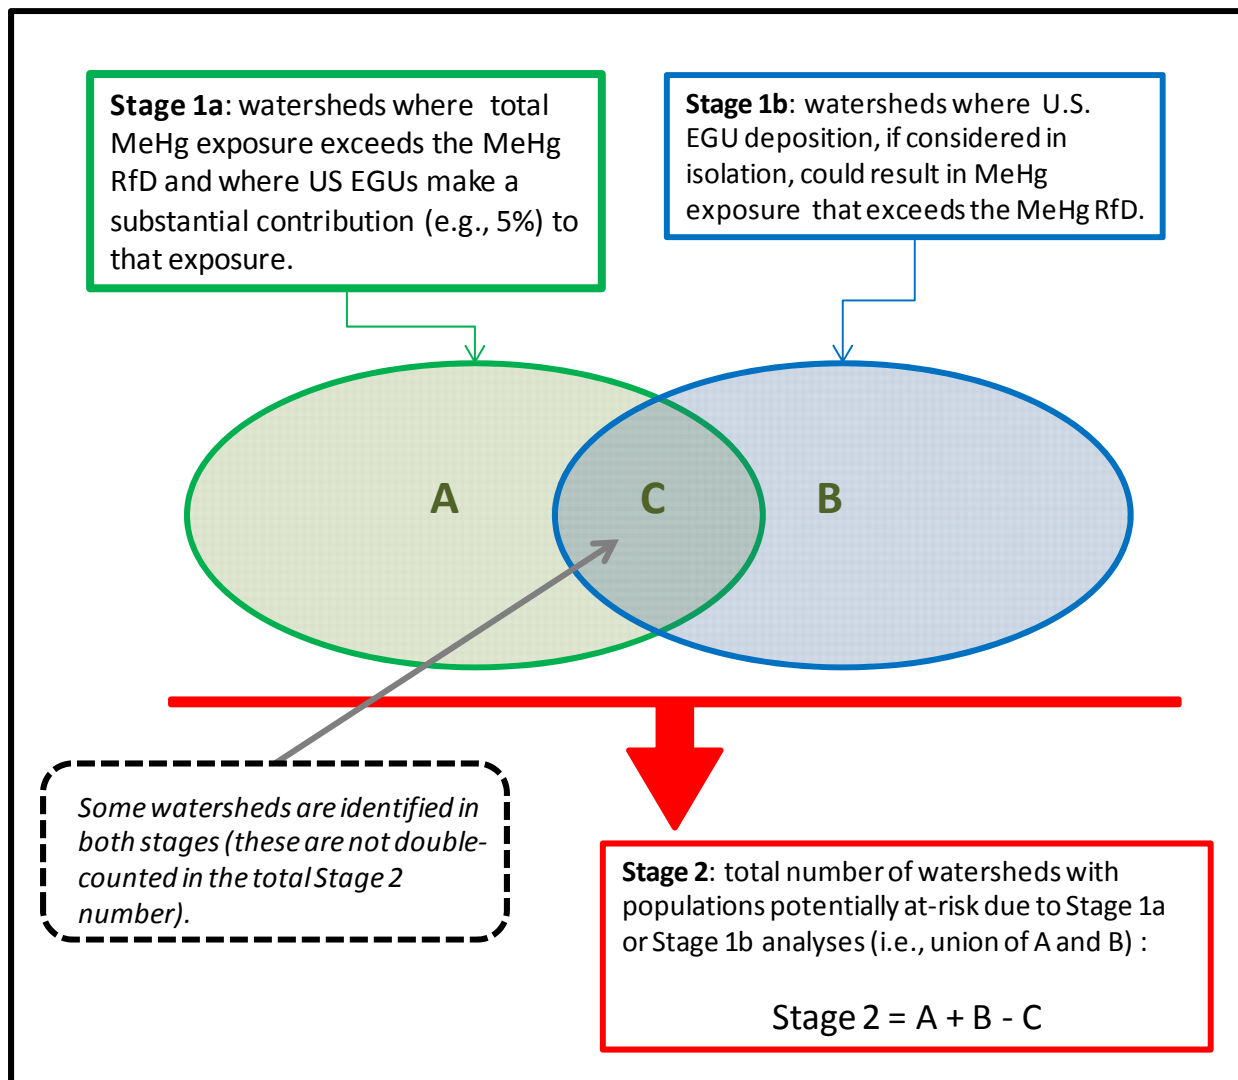 Stage 1a: watersheds where total
MeHg exposure exceeds the MeHg
RfD and where US EGUs make a
substantial contribution (e.g., 5%) to
that exposure.
Stage 1b: watersheds where U.S.
EGU deposition, if considered in
isolation, could result in MeHg
exposure that exceeds the MeHg RfD.
A
C
B
Some watersheds are identified in
both stages (these are not double-
counted in the total Stage 2
number).
Stage 2: total number of watersheds with
populations potentially at-risk due to Stage 1a
or Stage 1b analyses (i.e., union of A and B) :
Stage 2 = A + B - C